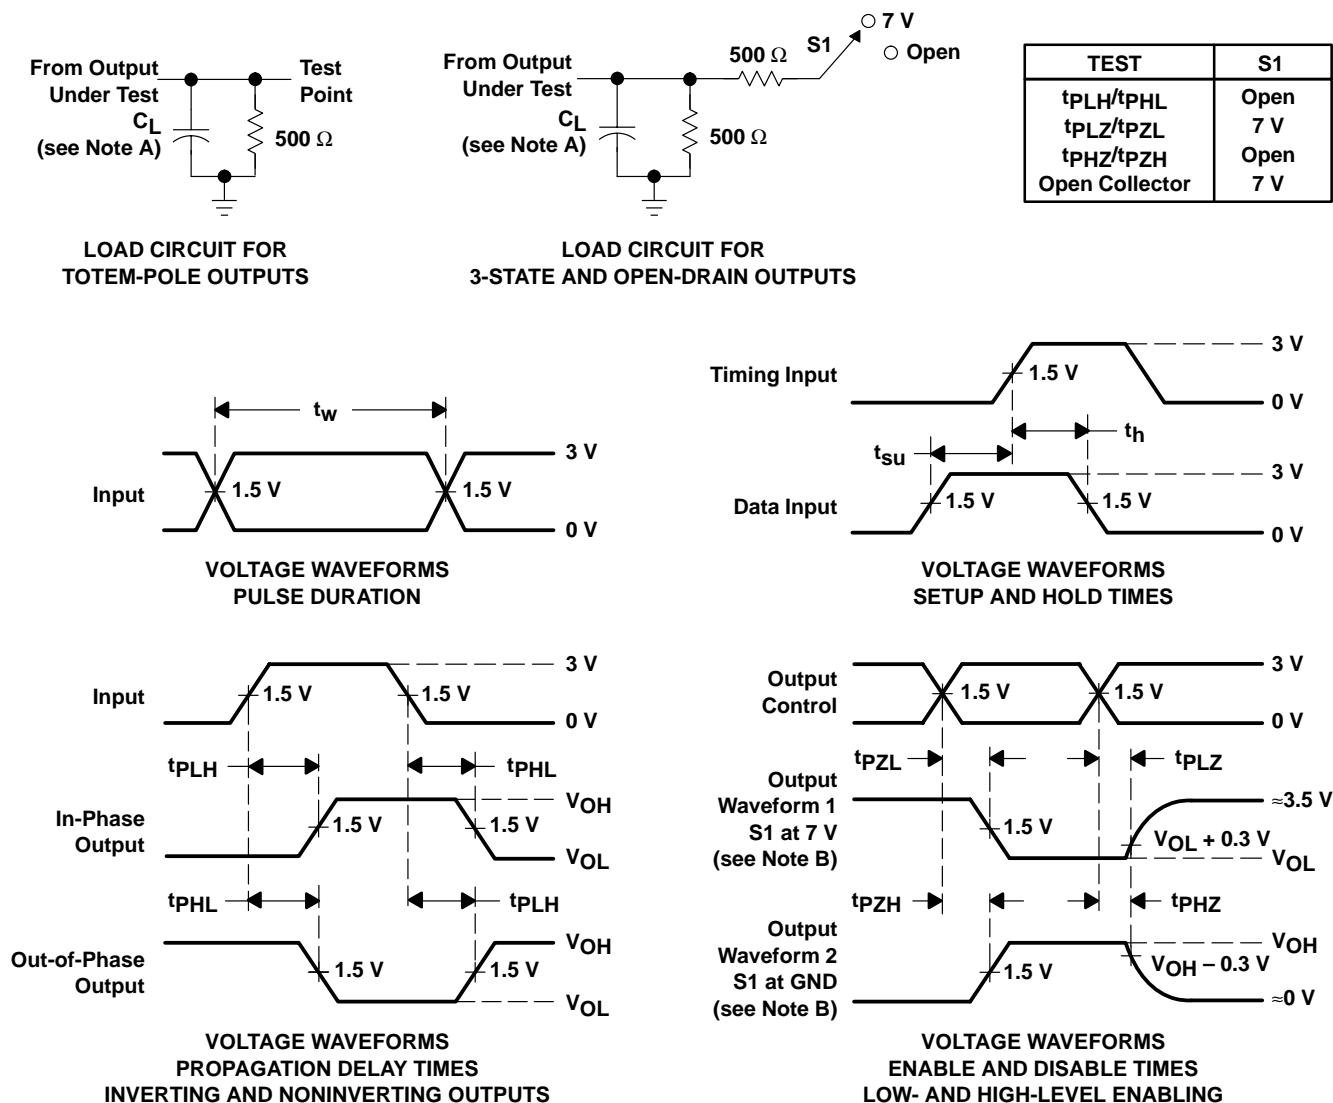 From Output
Under Test
CL
(see Note A)
Test
Point
500 Ω
LOAD CIRCUIT FOR
TOTEM-POLE OUTPUTS
From Output
Under Test
CL
(see Note A)
500 Ω
500 Ω
S1
7 V
Open
LOAD CIRCUIT FOR
3-STATE AND OPEN-DRAIN OUTPUTS
TEST S1
tPLH/tPHL Open
tPLZ/tPZL 7 V
tPHZ/tPZH Open
Open Collector 7 V
tw
Input
1.5 V
1.5 V
3 V
0 V
VOLTAGE WAVEFORMS
PULSE DURATION
Timing Input
1.5 V
3 V
0 V
th
tsu
Data Input
1.5 V
1.5 V
3 V
0 V
VOLTAGE WAVEFORMS
SETUP AND HOLD TIMES
Input
1.5 V
1.5 V
3 V
0 V
tPLH
tPHL
In-Phase
Output
1.5 V
1.5 V
VOH
VOL
tPHL
tPLH
Out-of-Phase
Output
1.5 V
1.5 V
VOH
VOL
VOLTAGE WAVEFORMS
PROPAGATION DELAY TIMES
INVERTING AND NONINVERTING OUTPUTS
Output
Control
1.5 V
1.5 V
3 V
0 V
tPZL
tPLZ
Output
Waveform 1
S1 at 7 V
(see Note B)
1.5 V
VOL + 0.3 V
≈3.5 V
VOL
tPZH
tPHZ
Output
Waveform 2
S1 at GND
(see Note B)
1.5 V
VOH – 0.3 V
VOH
≈0 V
VOLTAGE WAVEFORMS
ENABLE AND DISABLE TIMES
LOW- AND HIGH-LEVEL ENABLING